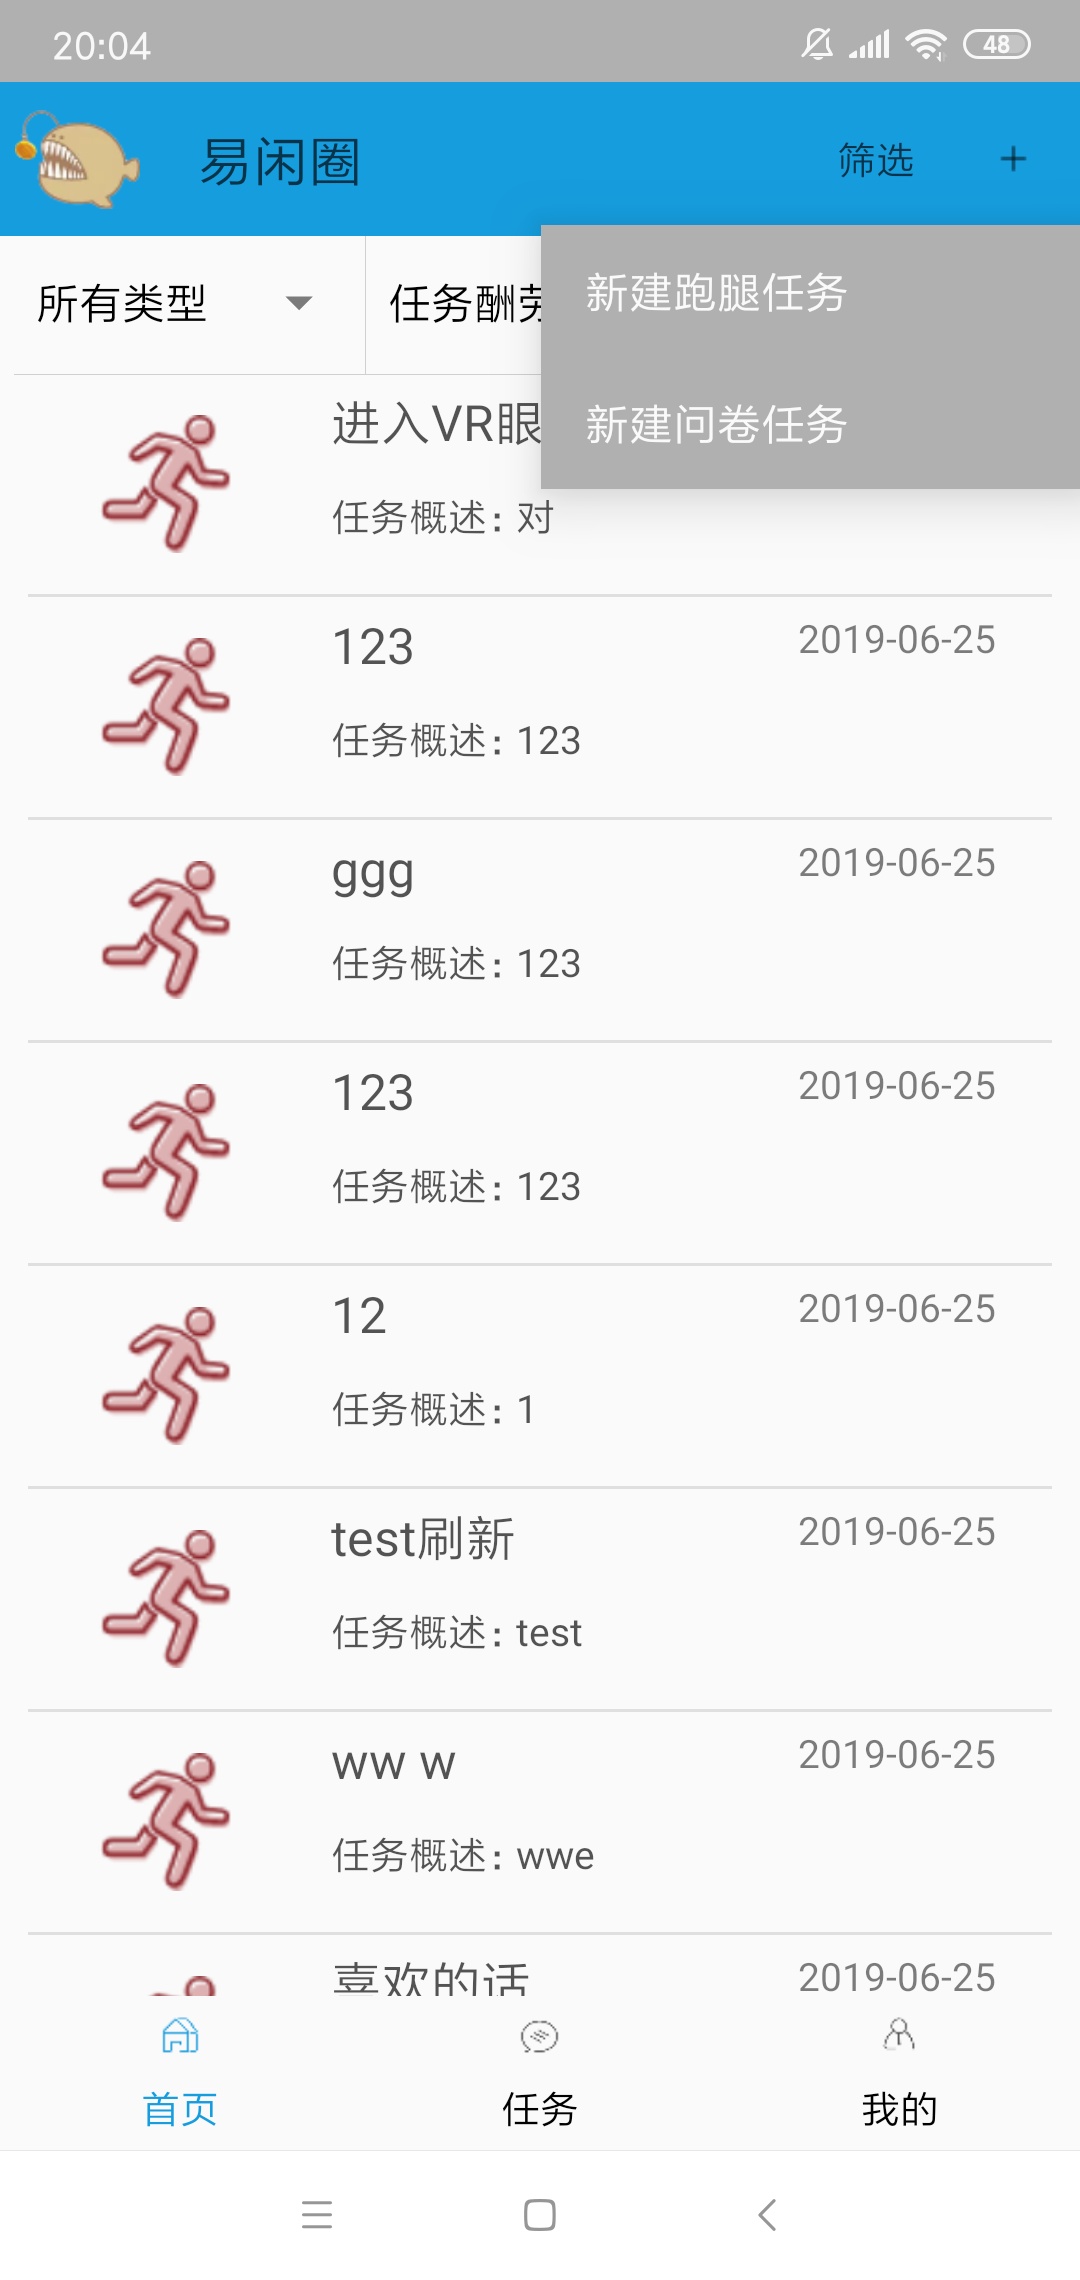 20:04
48
易闲圈
筛选
+
新建跑腿任务
新建问卷任务
所有类型
任务酬劳
进入VR眼
任务概述：对
123
2019-06-25
任务概述：123
ggg
2019-06-25
任务概述：123
123
2019-06-25
任务概述：123
12
2019-06-25
任务概述：1
test刷新
2019-06-25
任务概述：test
ww w
2019-06-25
任务概述：wwe
喜欢的话
2019-06-25
首页
任务
我的